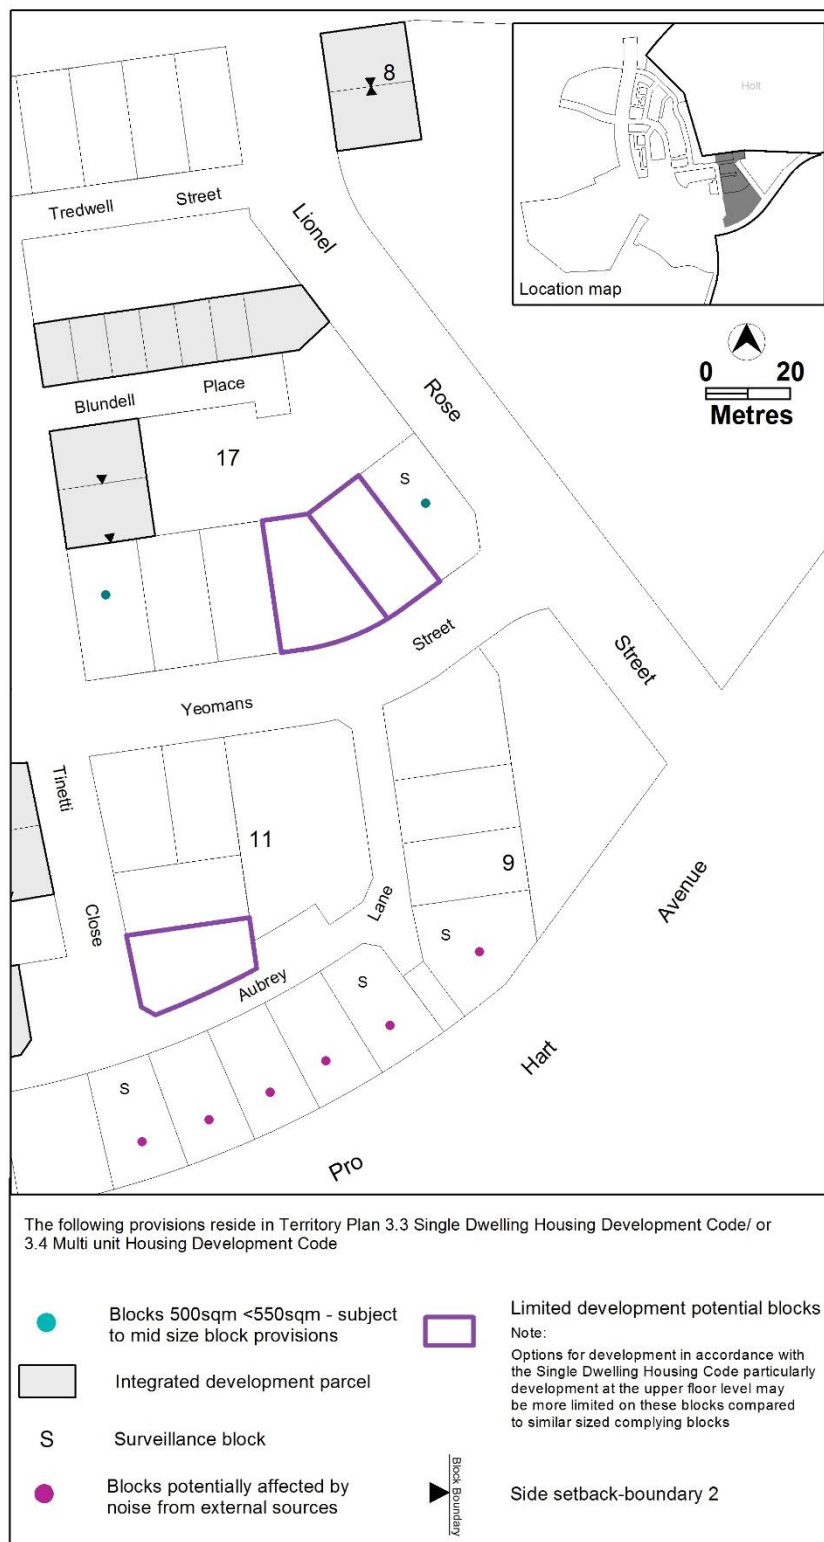 8
Holt
Location map
Tredwell Street
Lionel
Rose
Street
0 20
Metres
Blundell Place
17
S
Street
Yeomans
Tinetti
Close
11
9
Lane
Avenue
S
Aubrey
S
Hart
S
Pro
The following provisions reside in Territory Plan 3.3 Single Dwelling Housing Development Code/ or
3.4 Multi unit Housing Development Code
Blocks 500sqm <550sqm - subject
to mid size block provisions
Integrated development parcel
S Surveillance block
Blocks potentially affected by
noise from external sources
Limited development potential blocks
Note:
Options for development in accordance with
the Single Dwelling Housing Code particularly
development at the upper floor level may
be more limited on these blocks compared
to similar sized complying blocks
Block Boundary
Side setback-boundary 2